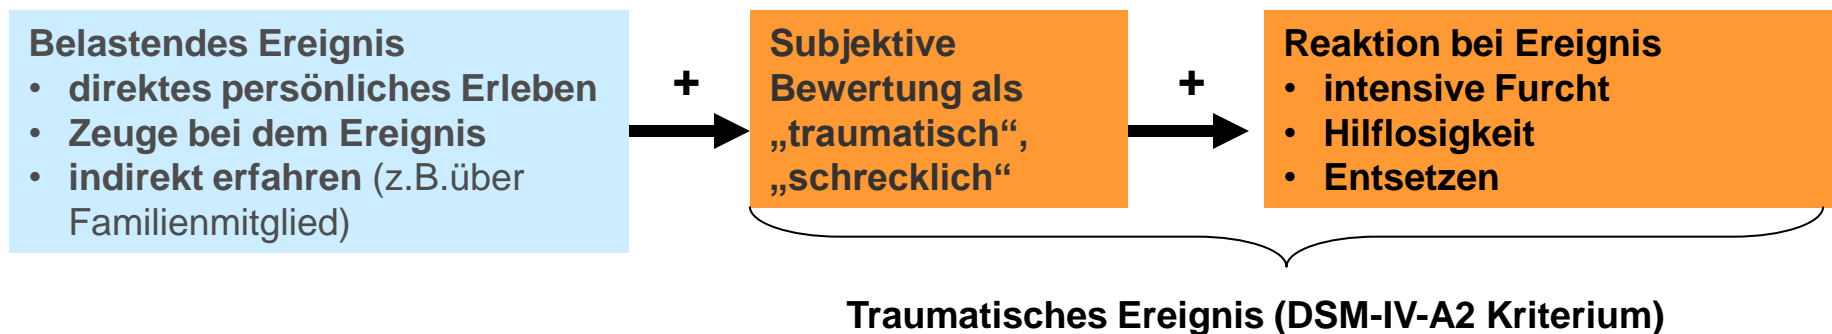 Belastendes Ereignis
• direktes persönliches Erleben
• Zeuge bei dem Ereignis
• indirekt erfahren (z.B.über
Familienmitglied)
+
Subjektive
Bewertung als
„traumatisch“,
„schrecklich“
+
Reaktion bei Ereignis
• intensive Furcht
• Hilflosigkeit
• Entsetzen
Traumatisches Ereignis (DSM-IV-A2 Kriterium)